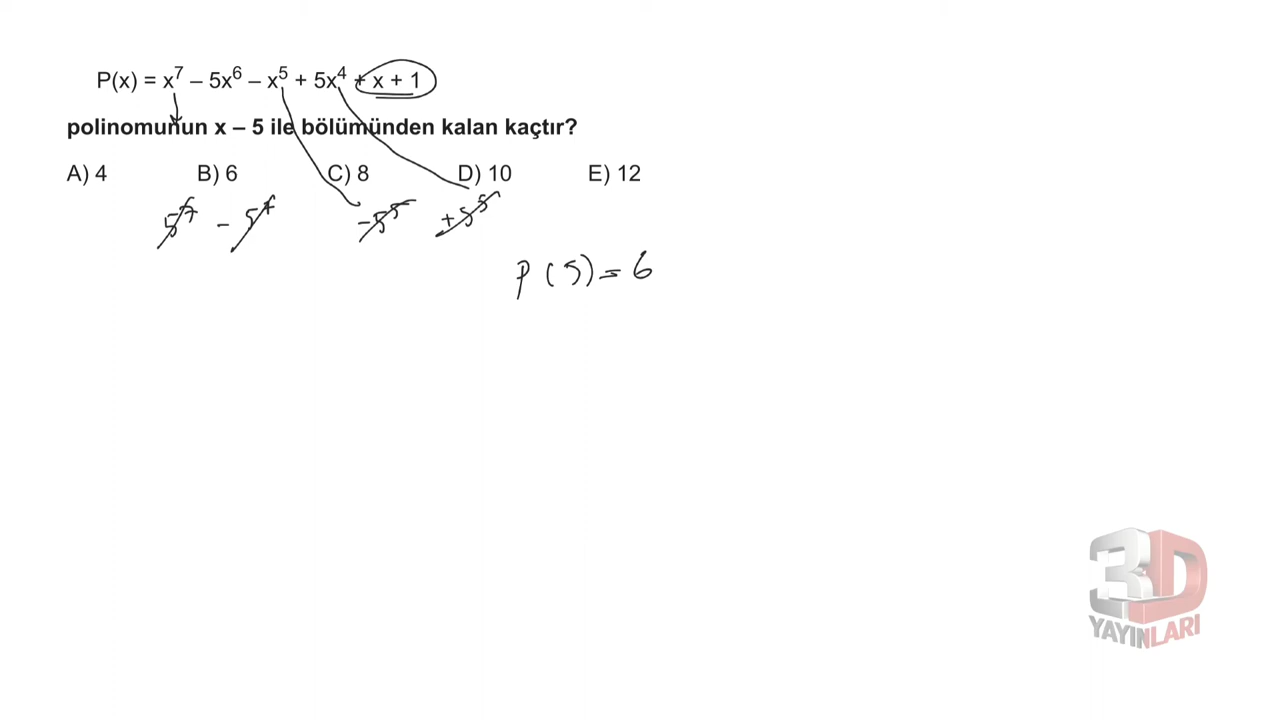 P(x) = x⁷ – 5x⁶ – x⁵ + 5x⁴ + x + 1
polinomunun x – 5 ile bölümünden kalan kaçtır?
A) 4 B) 6 C) 8 D) 10 E) 12
5⁷ - 5⁷ -5⁵ +5⁵
P(5) = 6
3D
YAYINLARI